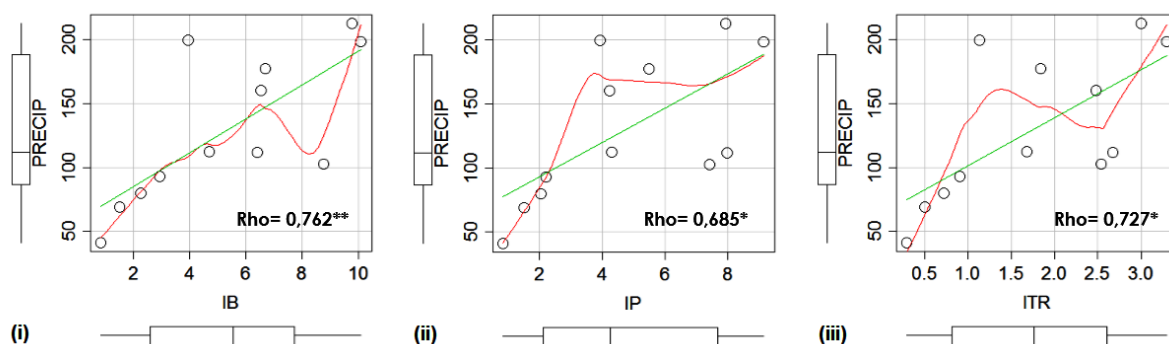 PRECIP
50 100 150 200
Rho= 0,762**
2 4 6 8 10
IB
(i)
PRECIP
50 100 150 200
Rho= 0,685*
2 4 6 8
IP
(ii)
PRECIP
50 100 150 200
Rho= 0,727*
0.5 1.0 1.5 2.0 2.5 3.0
ITR
(iii)